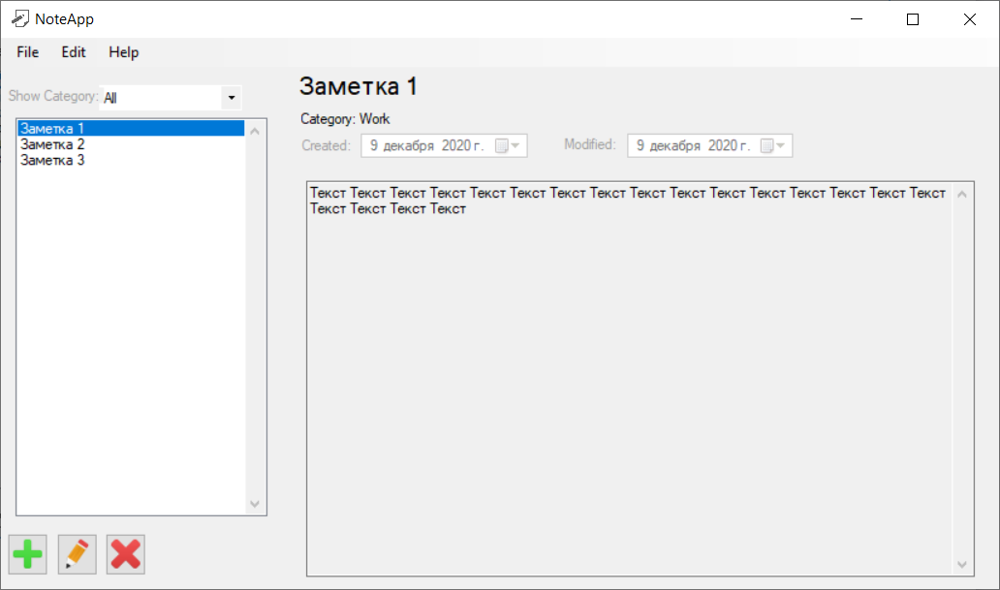 NoteApp
File Edit Help
Show Category: All
Заметка 1
Заметка 2
Заметка 3
Заметка 1
Category: Work
Created: 9 декабря 2020 г. Modified: 9 декабря 2020 г.
Текст Текст Текст Текст Текст Текст Текст Текст Текст Текст Текст Текст Текст Текст Текст Текст
Текст Текст Текст Текст